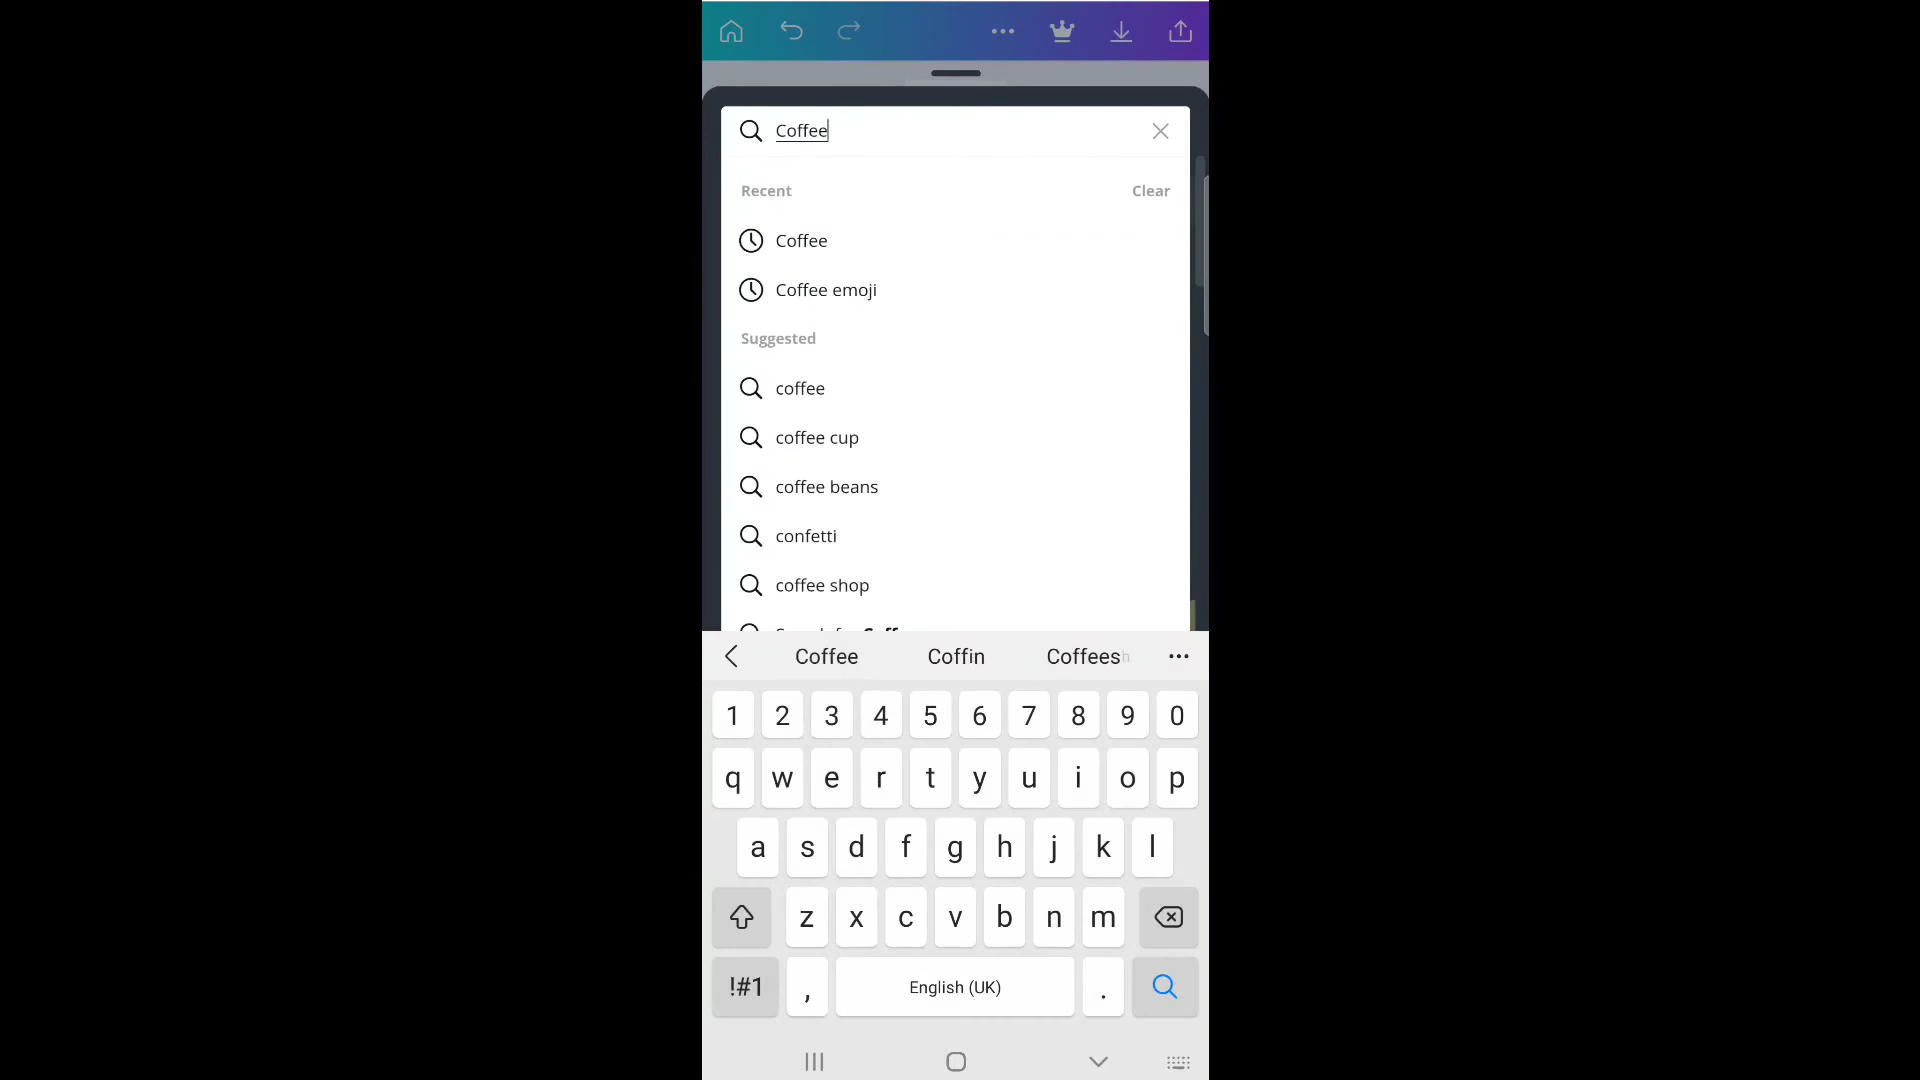 Coffee
Recent Clear
Coffee
Coffee emoji
Suggested
coffee
coffee cup
coffee beans
confetti
coffee shop
Coffee Coffin Coffeesh
1 2 3 4 5 6 7 8 9 0
q w e r t y u i o p
a s d f g h j k l
z x c v b n m
!#1 , English (UK) .